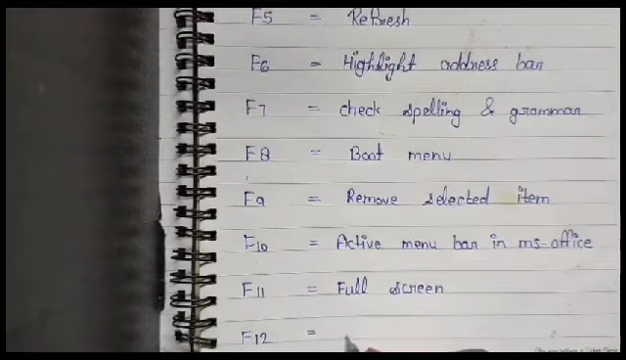 F5 = Refresh
F6 = Highlight address bar
F7 = check spelling & grammar
F8 = Boot menu
F9 = Remove selected item
F10 = Active menu bar in ms-office
F11 = Full screen
F12 =